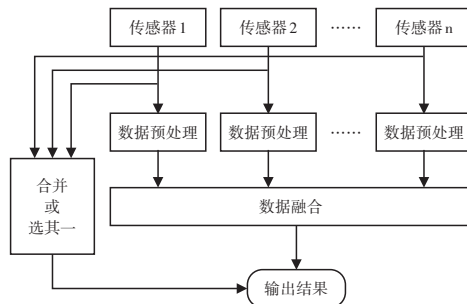 传感器1 传感器2 …… 传感器n
数据预处理 数据预处理 …… 数据预处理
合并
或
选其一
数据融合
输出结果